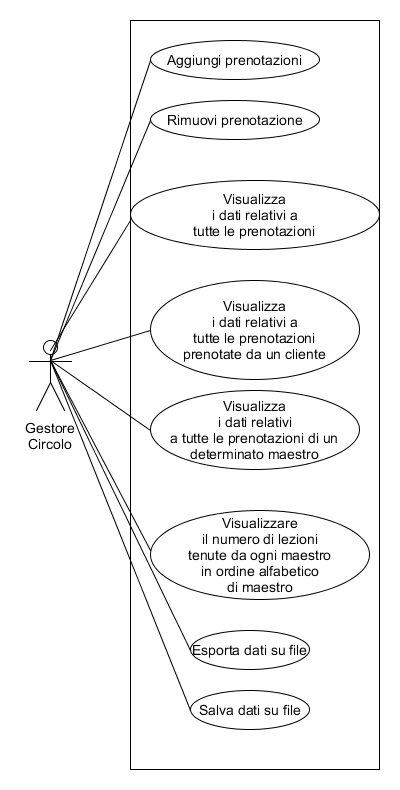 Aggiungi prenotazioni
Rimuovi prenotazione
Visualizza
i dati relativi a
tutte le prenotazioni
Visualizza
i dati relativi a
tutte le prenotazioni
prenotate da un cliente
Visualizza
i dati relativi
a tutte le prenotazioni di un
determinato maestro
Gestore
Circolo
Visualizzare
il numero di lezioni
tenute da ogni maestro
in ordine alfabetico
di maestro
Esporta dati su file
Salva dati su file